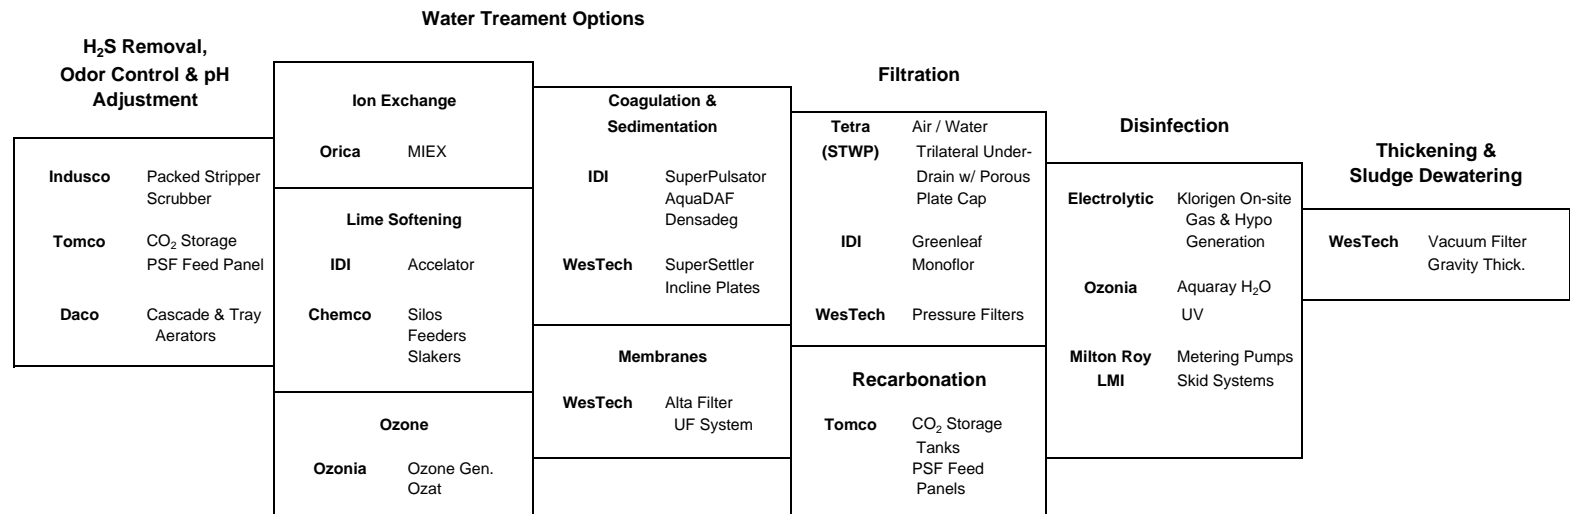 Water Treament Options
H₂S Removal,
Odor Control & pH
Adjustment
Indusco Packed Stripper
Scrubber
Tomco CO₂ Storage
PSF Feed Panel
Daco Cascade & Tray
Aerators
Ion Exchange
Orica MIEX
Lime Softening
IDI Accelator
Chemco Silos
Feeders
Slakers
Ozone
Ozonia Ozone Gen.
Ozat
Coagulation &
Sedimentation
IDI SuperPulsator
AquaDAF
Densadeg
WesTech SuperSettler
Incline Plates
Membranes
WesTech Alta Filter
UF System
Filtration
Tetra Air / Water
(STWP) Trilateral Under-
Drain w/ Porous
Plate Cap
IDI Greenleaf
Monoflor
WesTech Pressure Filters
Recarbonation
Tomco CO₂ Storage
Tanks
PSF Feed
Panels
Disinfection
Electrolytic Klorigen On-site
Gas & Hypo
Generation
Ozonia Aquaray H₂O
UV
Milton Roy Metering Pumps
LMI Skid Systems
Thickening &
Sludge Dewatering
WesTech Vacuum Filter
Gravity Thick.